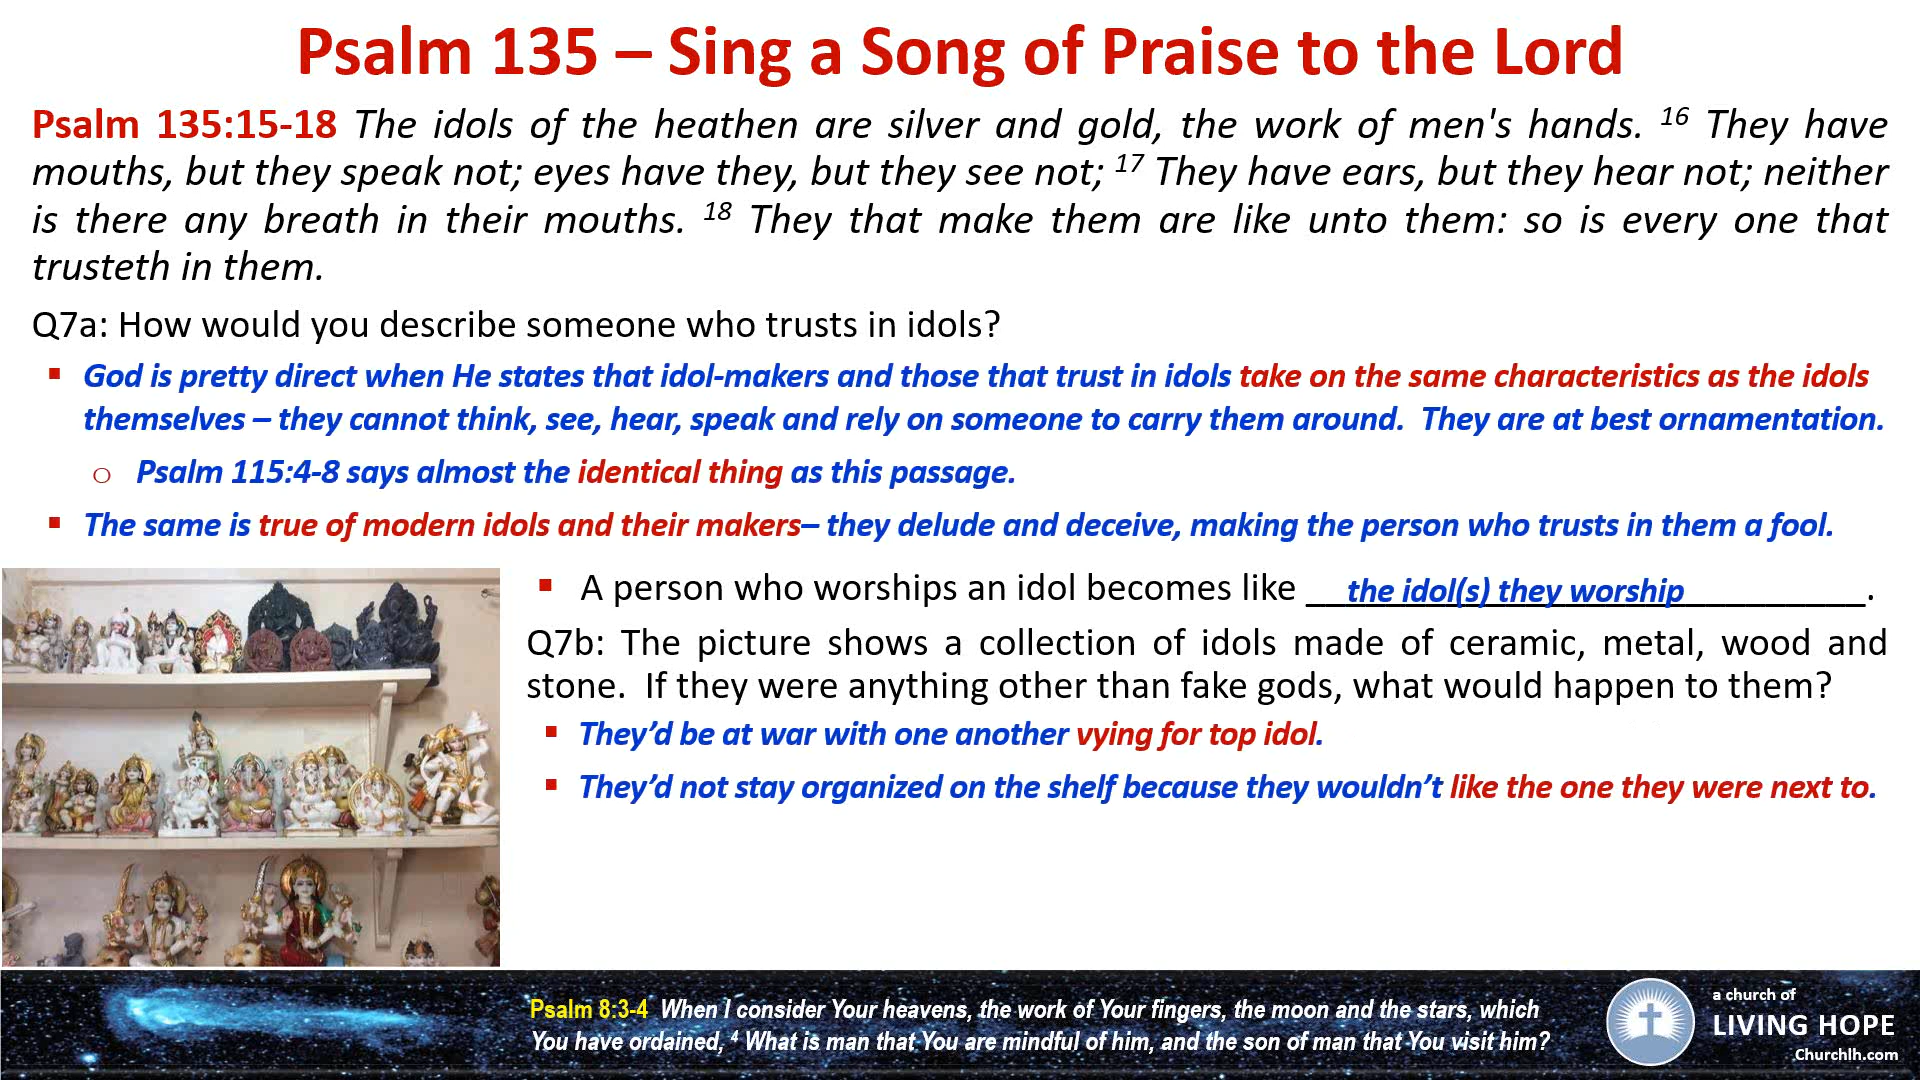 Psalm 135 – Sing a Song of Praise to the Lord
Psalm 135:15-18 The idols of the heathen are silver and gold, the work of men's hands. 16 They have
mouths, but they speak not; eyes have they, but they see not; 17 They have ears, but they hear not; neither
is there any breath in their mouths. 18 They that make them are like unto them: so is every one that
trusteth in them.
Q7a: How would you describe someone who trusts in idols?
▪ God is pretty direct when He states that idol-makers and those that trust in idols take on the same characteristics as the idols
themselves – they cannot think, see, hear, speak and rely on someone to carry them around. They are at best ornamentation.
o Psalm 115:4-8 says almost the identical thing as this passage.
▪ The same is true of modern idols and their makers– they delude and deceive, making the person who trusts in them a fool.
▪ A person who worships an idol becomes like __the idol(s) they worship_________.
Q7b: The picture shows a collection of idols made of ceramic, metal, wood and
stone. If they were anything other than fake gods, what would happen to them?
▪ They’d be at war with one another vying for top idol.
▪ They’d not stay organized on the shelf because they wouldn’t like the one they were next to.
Psalm 8:3-4 When I consider Your heavens, the work of Your fingers, the moon and the stars, which
You have ordained, 4 What is man that You are mindful of him, and the son of man that You visit him?
a church of
LIVING HOPE
Churchlh.com